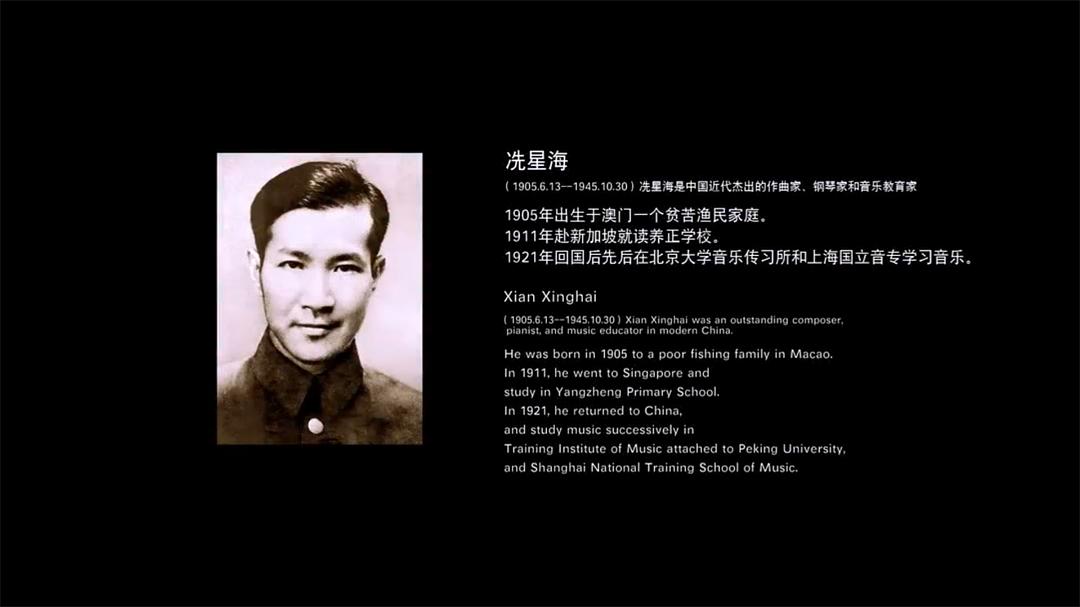 冼星海
( 1905.6.13--1945.10.30 ) 冼星海是中国近代杰出的作曲家、钢琴家和音乐教育家
1905年出生于澳门一个贫苦渔民家庭。
1911年赴新加坡就读养正学校。
1921年回国后先后在北京大学音乐传习所和上海国立音专学习音乐。
Xian Xinghai
( 1905.6.13--1945.10.30 ) Xian Xinghai was an outstanding composer,
pianist, and music educator in modern China.
He was born in 1905 to a poor fishing family in Macao.
In 1911, he went to Singapore and
study in Yangzheng Primary School.
In 1921, he returned to China,
and study music successively in
Training Institute of Music attached to Peking University,
and Shanghai National Training School of Music.